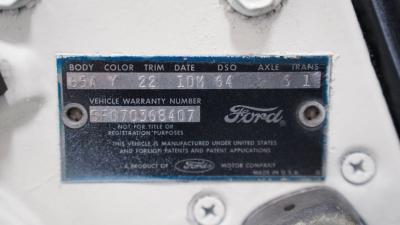 BODY COLOR TRIM DATE DSO AXLE TRANS
65A Y 22 10M 64 6 1
VEHICLE WARRANTY NUMBER
5F07C368407
Ford
NOT FOR TITLE OR
REGISTRATION PURPOSES
THIS VEHICLE IS MANUFACTURED UNDER UNITED STATES
AND FOREIGN PATENTS AND PATENT APPLICATIONS
A PRODUCT OF Ford MOTOR COMPANY
MADE IN U.S.A.